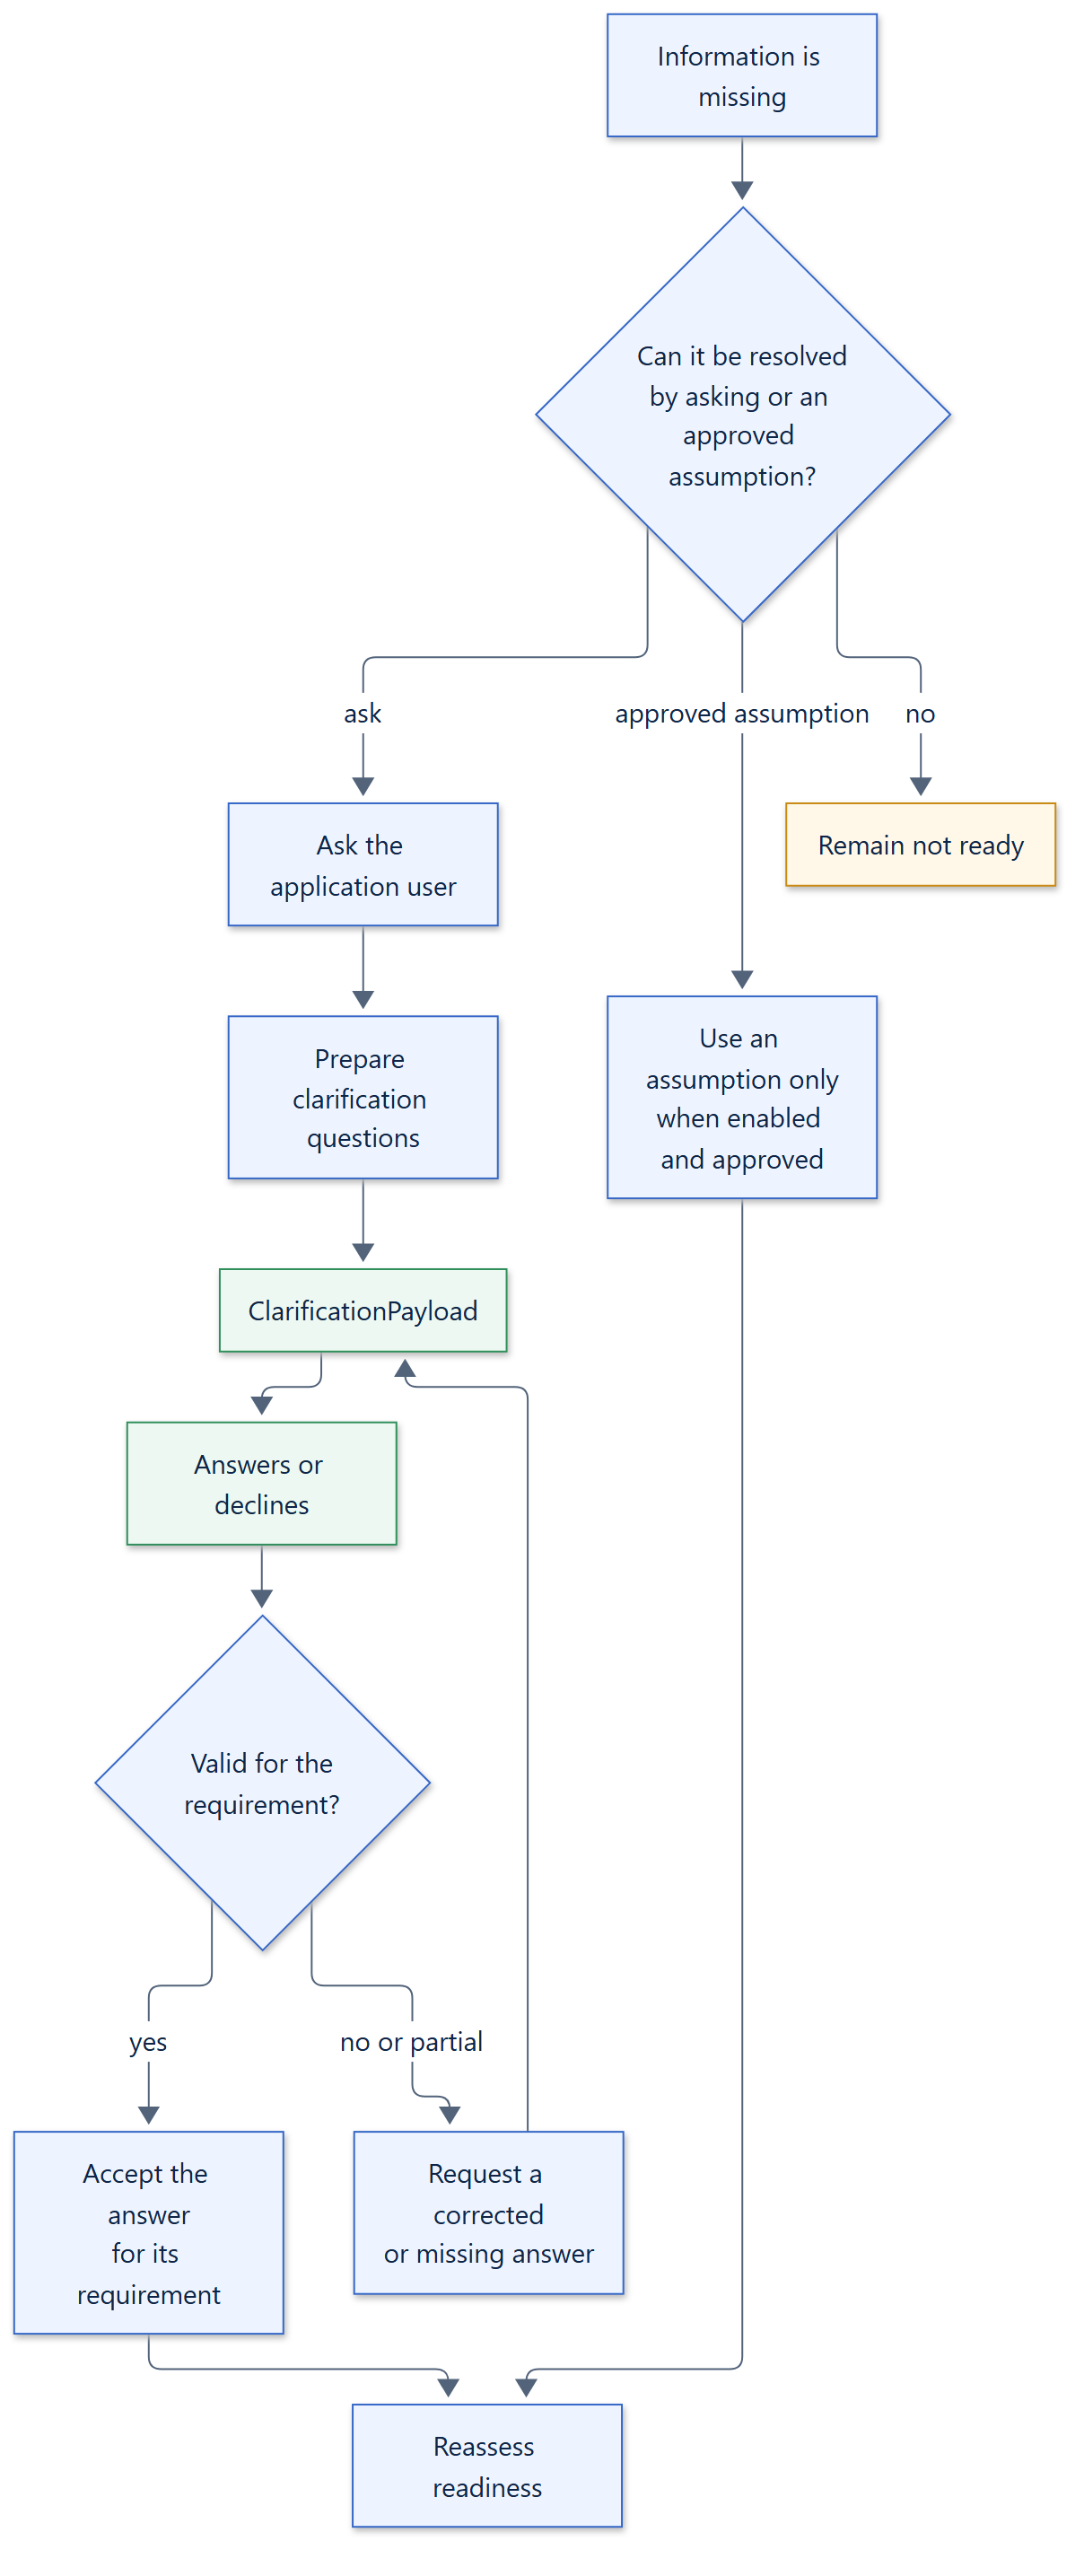 Information is
missing
Can it be resolved
by asking or an
approved
assumption?
ask
approved assumption
no
Ask the
application user
Remain not ready
Prepare
clarification
questions
Use an
assumption only
when enabled
and approved
ClarificationPayload
Answers or
declines
Valid for the
requirement?
yes
no or partial
Accept the
answer
for its
requirement
Request a
corrected
or missing answer
Reassess
readiness